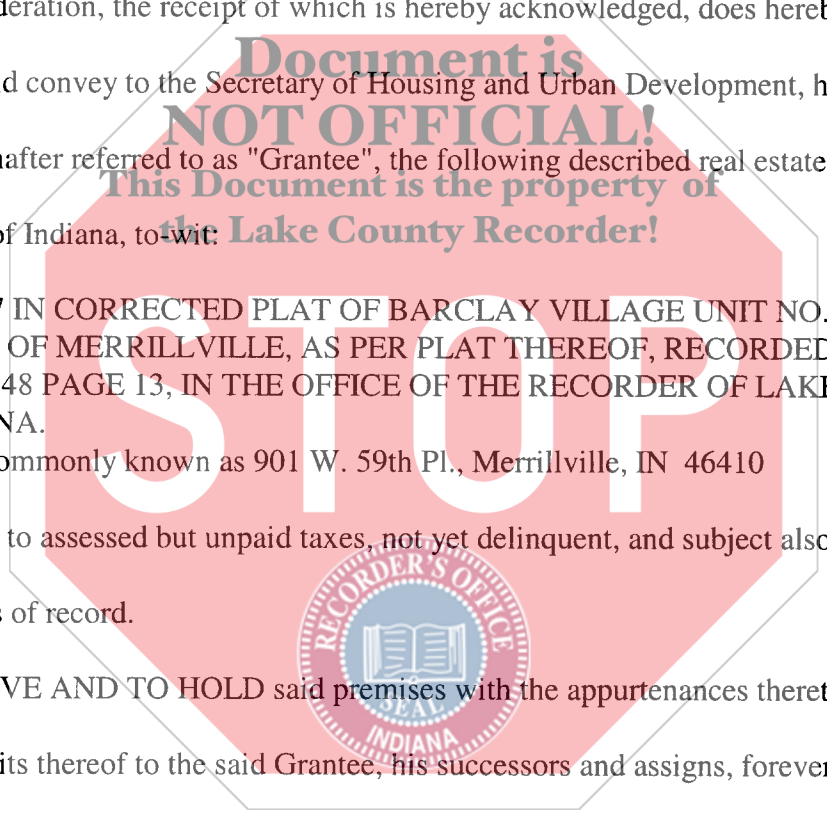 deration, the receipt of which is hereby acknowledged, does hereb
Document is
d convey to the Secretary of Housing and Urban Development, h
NOT OFFICIAL!
after referred to as "Grantee", the following described real estate
This Document is the property of
of Indiana, to-wit:
the Lake County Recorder!
IN CORRECTED PLAT OF BARCLAY VILLAGE UNIT NO.
OF MERRILLVILLE, AS PER PLAT THEREOF, RECORDED
48 PAGE 13, IN THE OFFICE OF THE RECORDER OF LAKE
NA.
STOP
ommonly known as 901 W. 59th Pl., Merrillville, IN 46410
to assessed but unpaid taxes, not yet delinquent, and subject also
RECORDER'S OFFICE
s of record.
VE AND TO HOLD said premises with the appurtenances theret
SEAL
INDIANA
its thereof to the said Grantee, his successors and assigns, forever